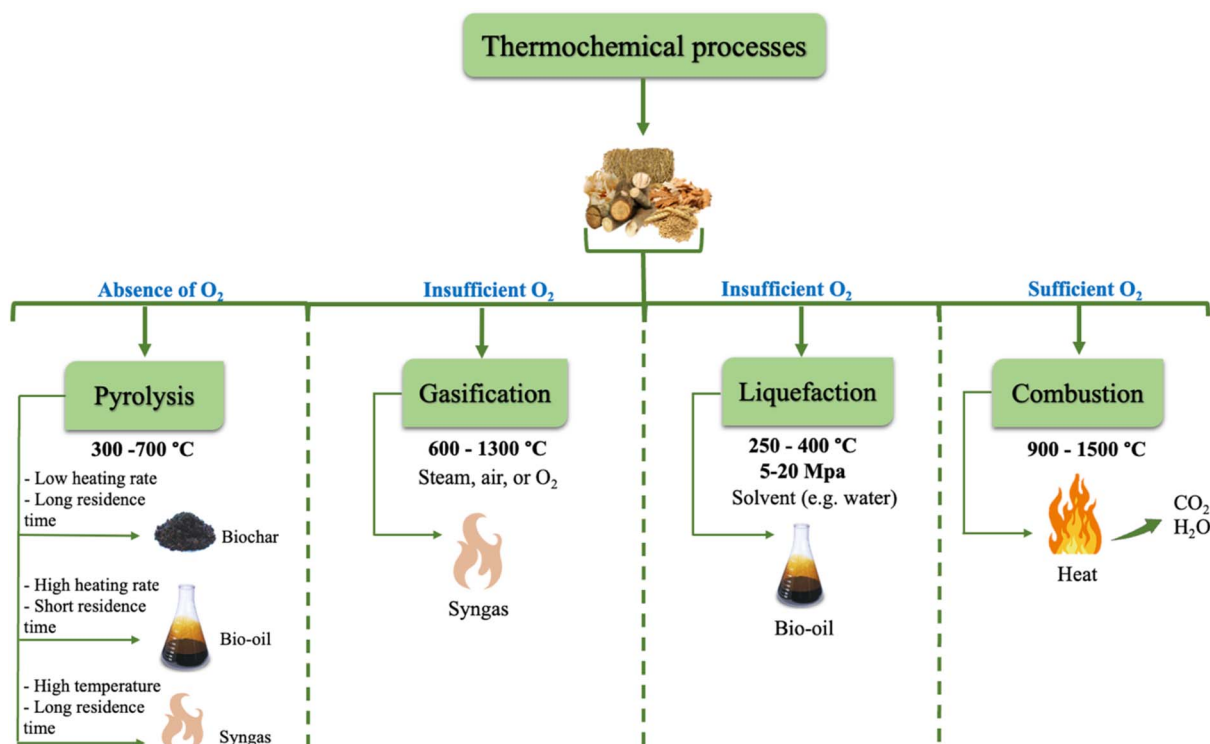 Thermochemical processes
Absence of O₂
Insufficient O₂
Insufficient O₂
Sufficient O₂
Pyrolysis
300 -700 °C
- Low heating rate
- Long residence
time
Biochar
- High heating rate
- Short residence
time
Bio-oil
- High temperature
- Long residence
time
Syngas
Gasification
600 - 1300 °C
Steam, air, or O₂
Syngas
Liquefaction
250 - 400 °C
5-20 Mpa
Solvent (e.g. water)
Bio-oil
Combustion
900 - 1500 °C
Heat
CO₂
H₂O